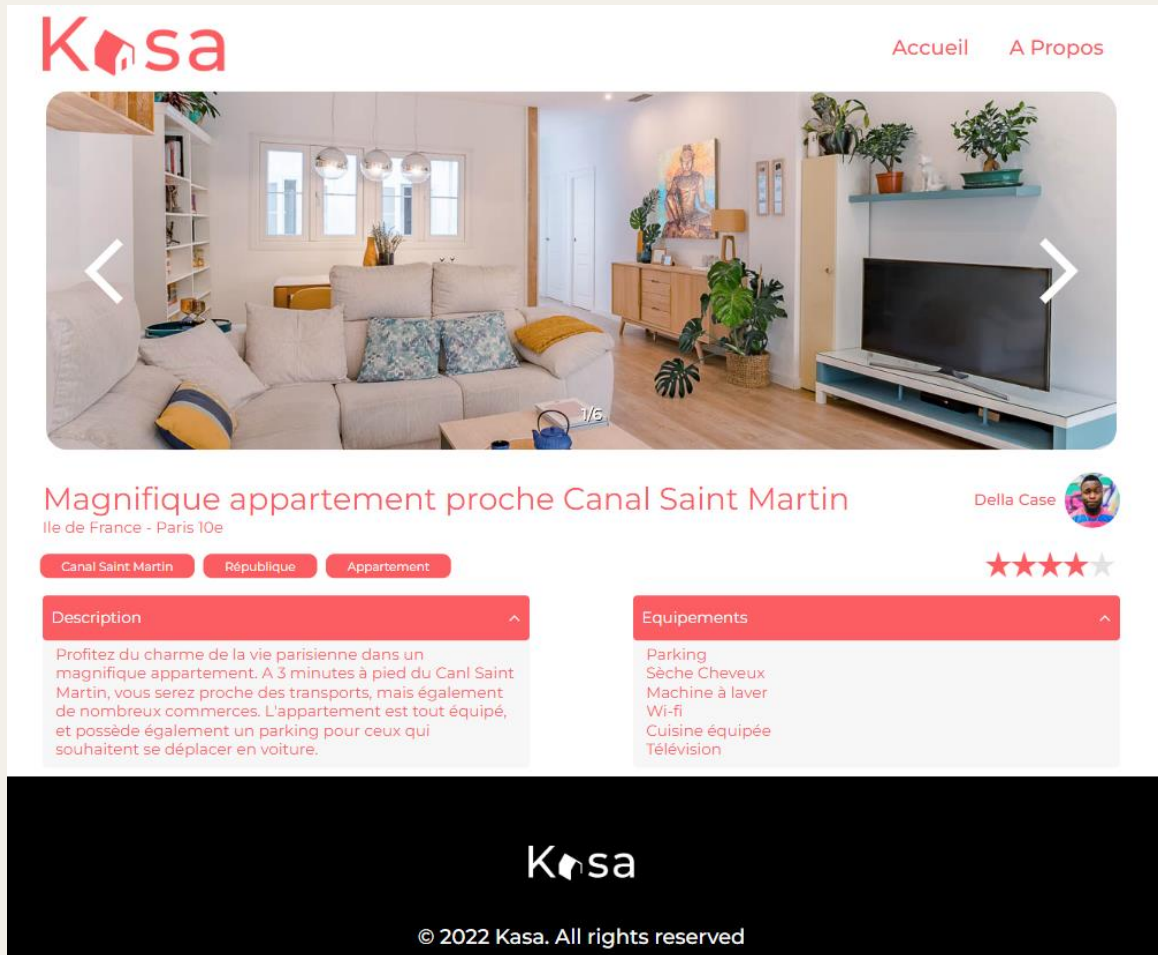 Kasa
Accueil
A Propos
1/6
Magnifique appartement proche Canal Saint Martin
Ile de France - Paris 10e
Della Case
Canal Saint Martin
République
Appartement
Description
Profitez du charme de la vie parisienne dans un
magnifique appartement. A 3 minutes à pied du Canl Saint
Martin, vous serez proche des transports, mais également
de nombreux commerces. L'appartement est tout équipé,
et possède également un parking pour ceux qui
souhaitent se déplacer en voiture.
Equipements
Parking
Sèche Cheveux
Machine à laver
Wi-fi
Cuisine équipée
Télévision
Kasa
© 2022 Kasa. All rights reserved